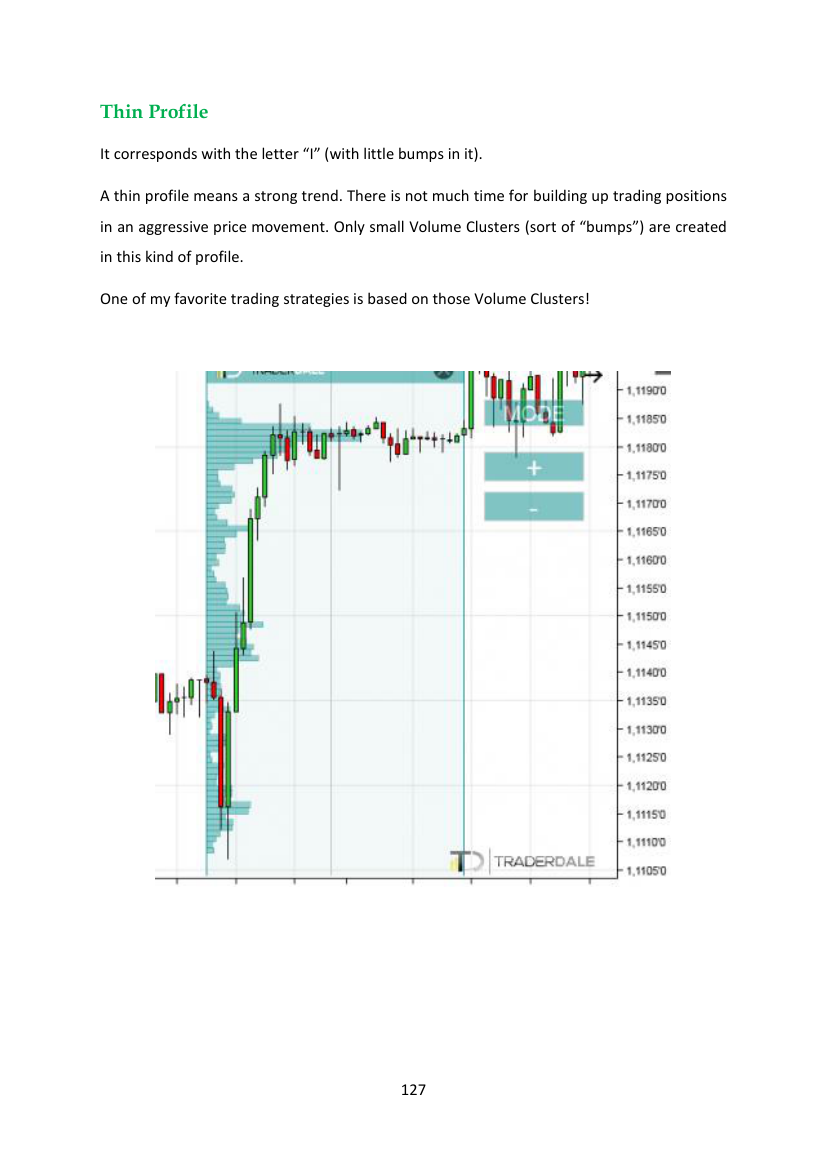 Thin Profile
It corresponds with the letter “I” (with little bumps in it).
A thin profile means a strong trend. There is not much time for building up trading positions
in an aggressive price movement. Only small Volume Clusters (sort of “bumps”) are created
in this kind of profile.
One of my favorite trading strategies is based on those Volume Clusters!
1,1190'0
MODE
1,1185'0
1,1180'0
+
1,1175'0
1,1170'0
-
1,1165'0
1,1160'0
1,1155'0
1,1150'0
1,1145'0
1,1140'0
1,1135'0
1,1130'0
1,1125'0
1,1120'0
1,1115'0
1,1110'0
TRADERDALE
1,1105'0
127